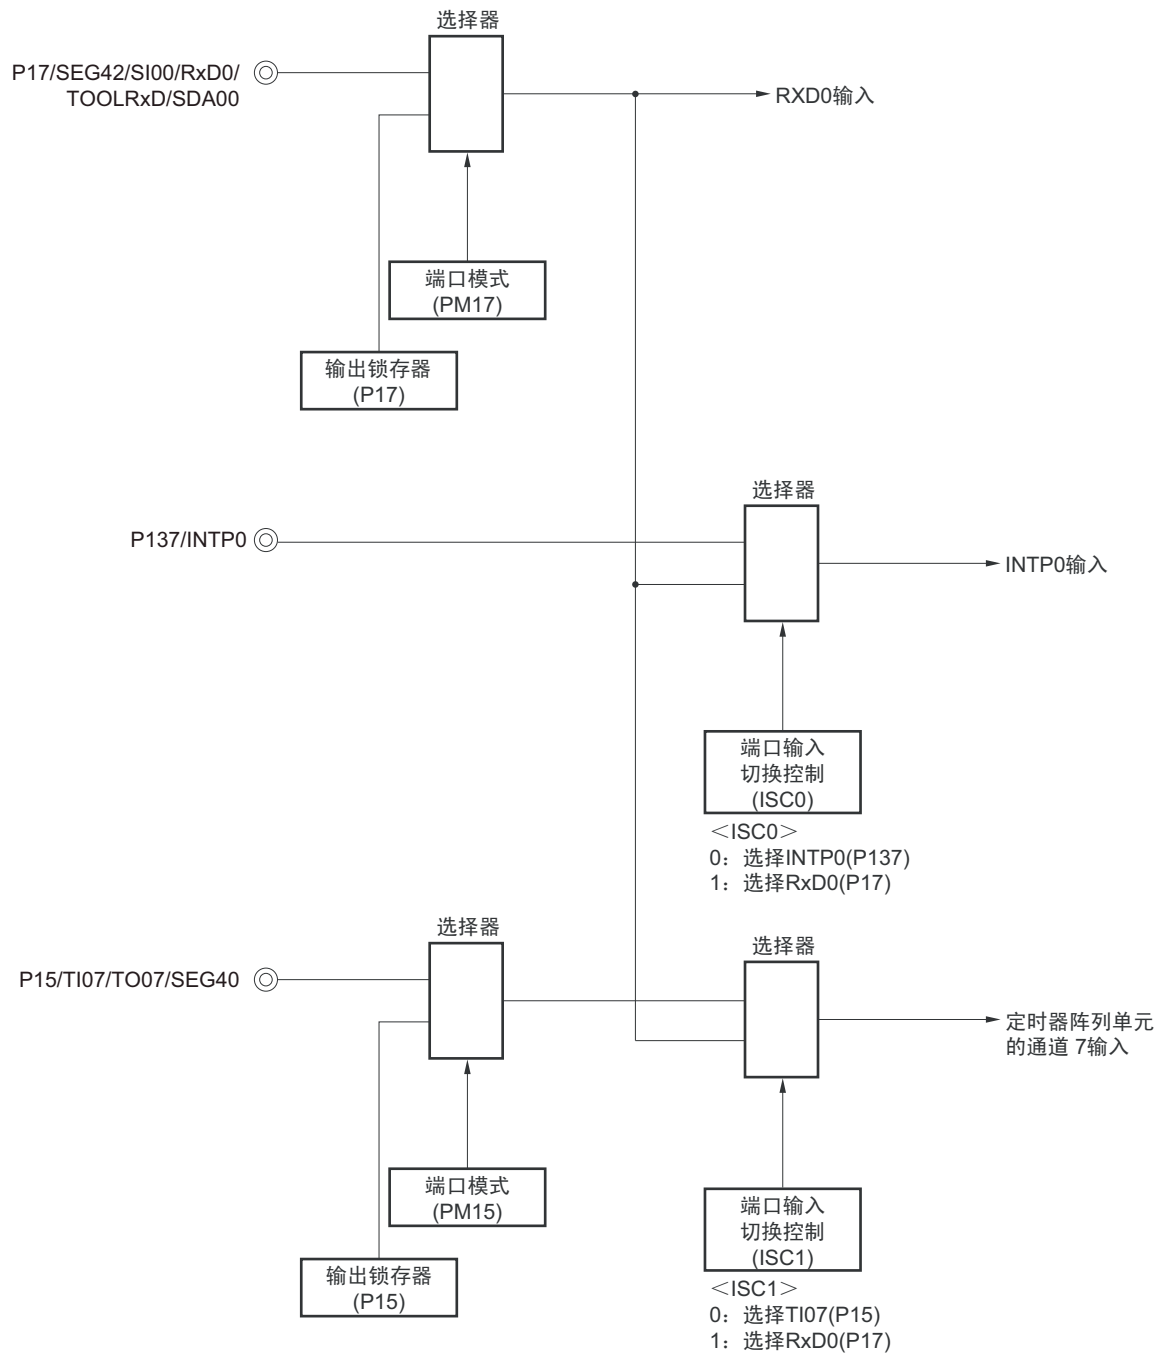 选择器
P17/SEG42/SI00/RxD0/
TOOLRxD/SDA00
RXD0输入
端口模式
(PM17)
输出锁存器
(P17)
选择器
P137/INTP0
INTP0输入
端口输入
切换控制
(ISC0)
＜ISC0＞
0：选择INTP0(P137)
1：选择RxD0(P17)
选择器
选择器
P15/TI07/TO07/SEG40
定时器阵列单元
的通道 7输入
端口模式
(PM15)
端口输入
切换控制
(ISC1)
输出锁存器
(P15)
＜ISC1＞
0：选择TI07(P15)
1：选择RxD0(P17)